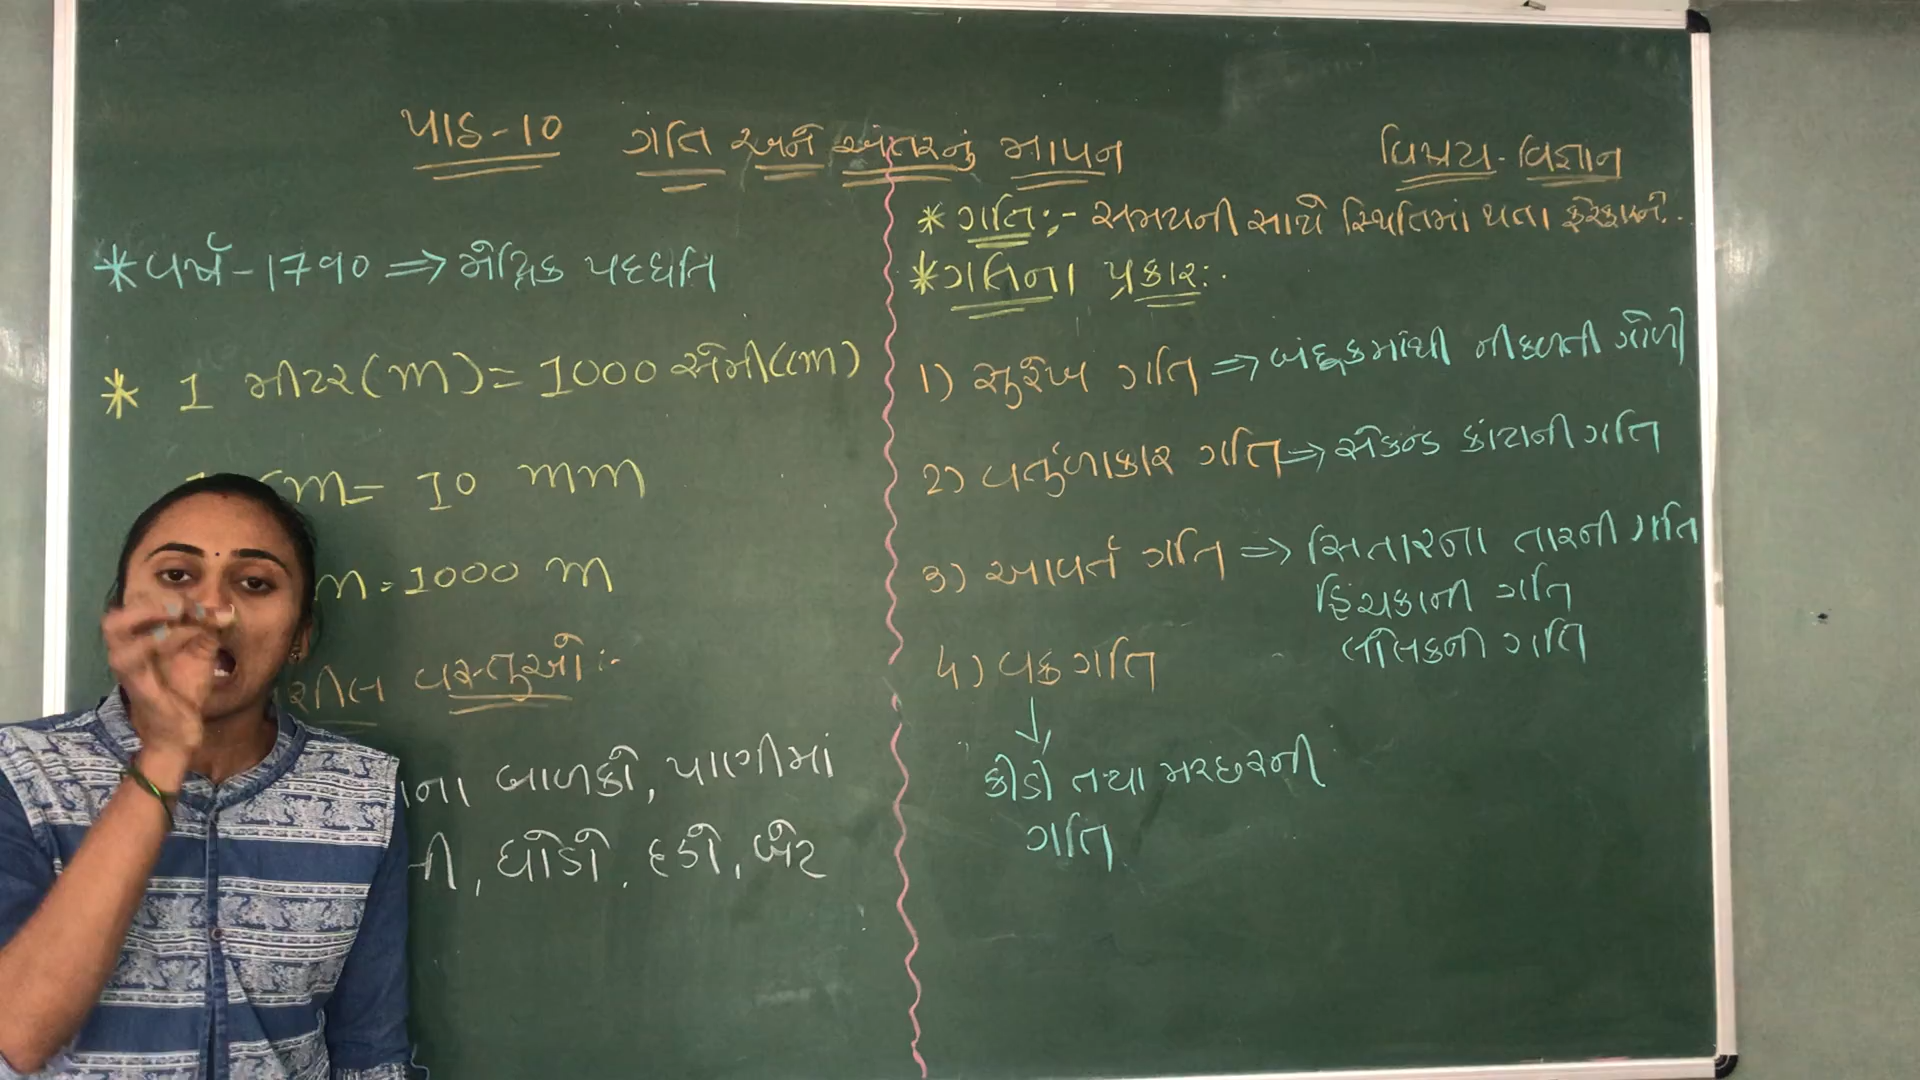 પાઠ-10 ગતિ અને અંતરનું માપન
વિષય-વિજ્ઞાન
*વર્ષ-1790 ⇒ મેટ્રિક પદ્ધતિ
* 1 મીટર(m)=1000 સેમી(cm)
cm= 10 mm
m=1000 m
શીલ વસ્તુઓ:-
ના બાળકો, પાણીમાં
ની, ઘોડો, દડો, બેટ
*ગતિ:- સમયની સાથે સ્થિતિમાં થતા ફેરફારને.
*ગતિના પ્રકાર:-
1) સુરેખ ગતિ ⇒ બંદૂકમાંથી નીકળતી ગોળી
2) વર્તુળાકાર ગતિ ⇒ સેકન્ડ કાંટાની ગતિ
3) આવર્ત ગતિ ⇒ સિતારના તારની ગતિ
હિંચકાની ગતિ
લોલકની ગતિ
4) વક્ર ગતિ
↓
કીડી તથા મચ્છરની
ગતિ